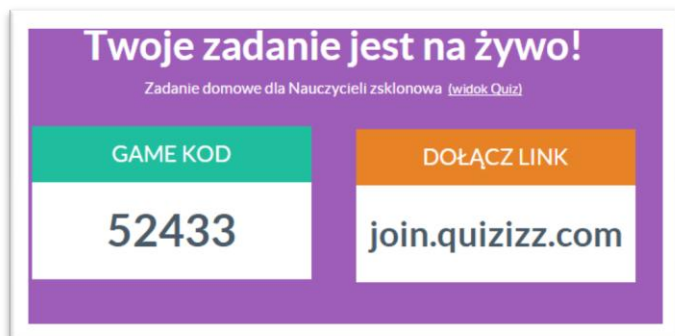 Twoje zadanie jest na żywo!
Zadanie domowe dla Nauczycieli zsklonowa (widok Quiz)
GAME KOD
52433
DOŁĄCZ LINK
join.quizizz.com